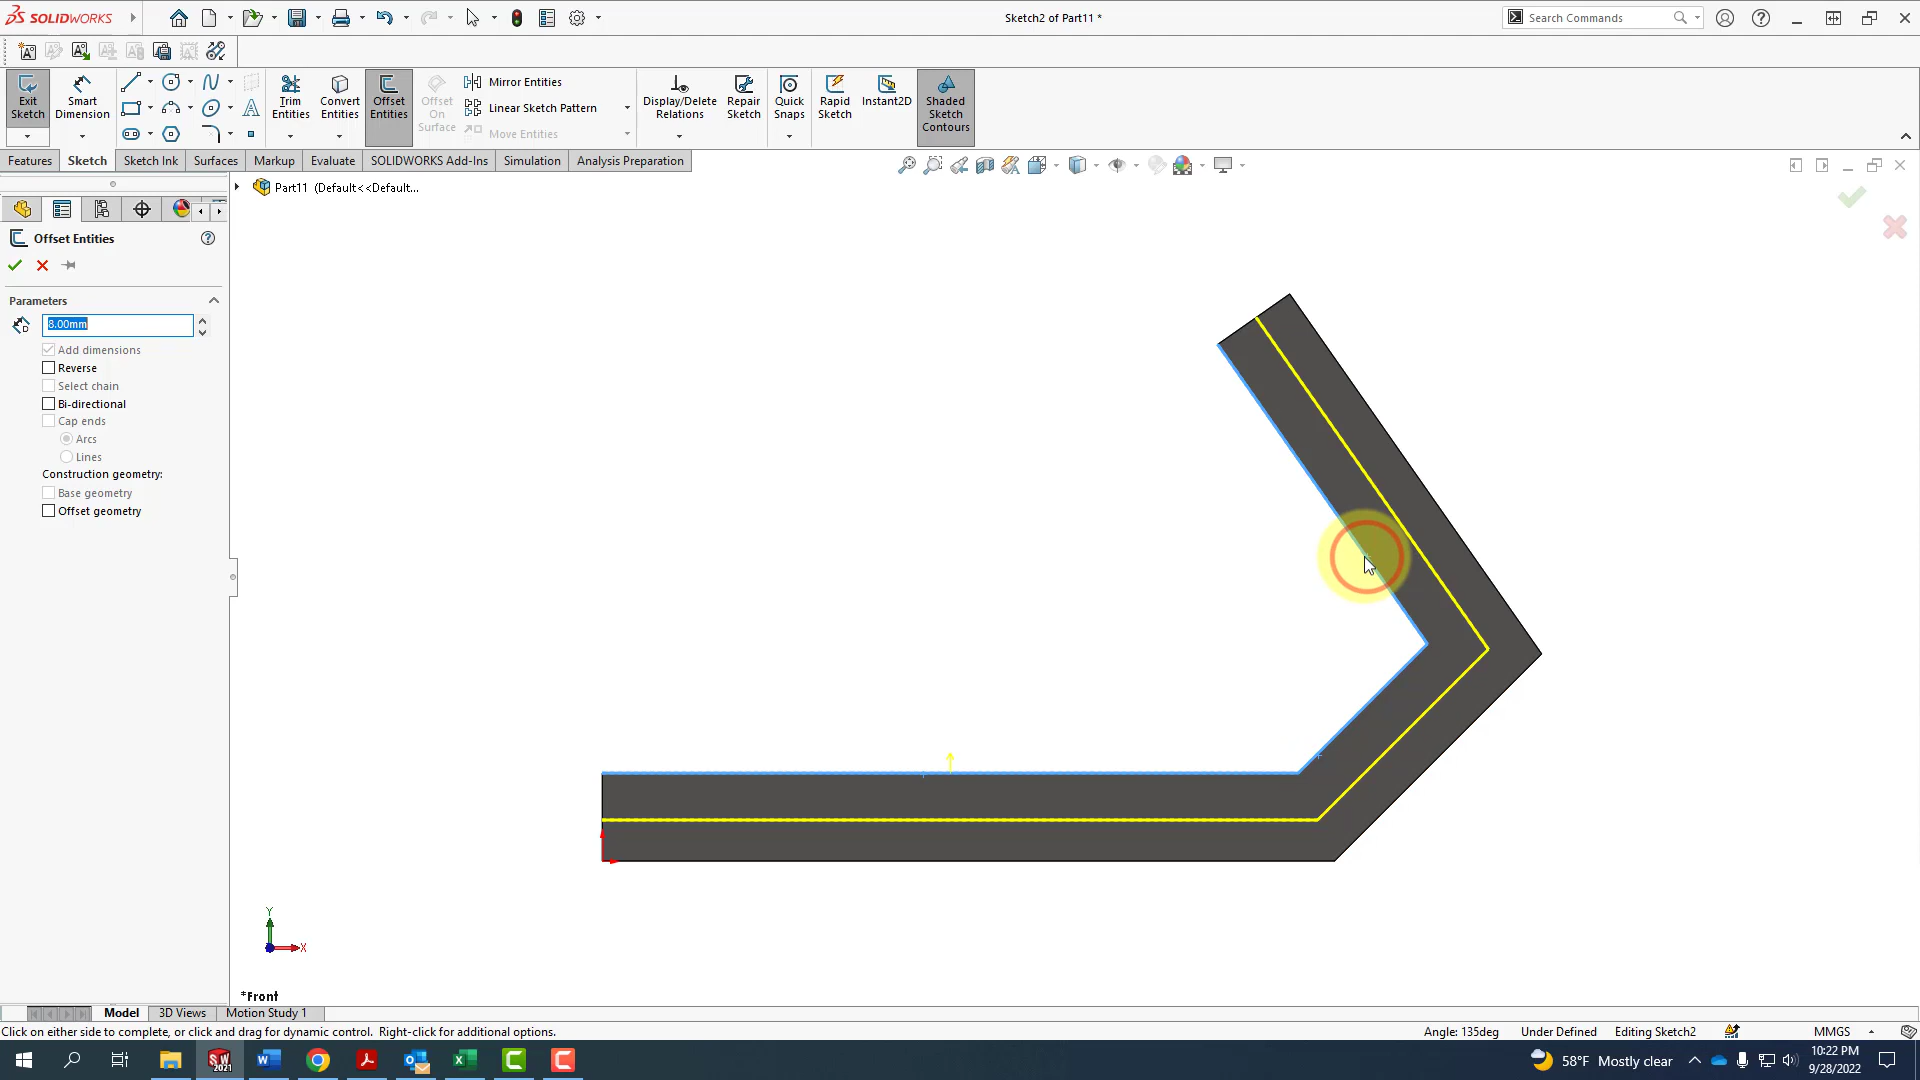 SOLIDWORKS
Sketch2 of Part11 *
Search Commands
Exit Sketch
Smart Dimension
Trim Entities
Convert Entities
Offset Entities
Offset On Surface
Mirror Entities
Linear Sketch Pattern
Move Entities
Display/Delete Relations
Repair Sketch
Quick Snaps
Rapid Sketch
Instant2D
Shaded Sketch Contours
Features
Sketch
Sketch Ink
Surfaces
Markup
Evaluate
SOLIDWORKS Add-Ins
Simulation
Analysis Preparation
Part11 (Default<<Default...
Offset Entities
Parameters
8.00mm
Add dimensions
Reverse
Select chain
Bi-directional
Cap ends
Arcs
Lines
Construction geometry:
Base geometry
Offset geometry
Y
X
*Front
Model
3D Views
Motion Study 1
Click on either side to complete, or click and drag for dynamic control. Right-click for additional options.
Angle: 135deg
Under Defined
Editing Sketch2
MMGS
58°F Mostly clear
10:22 PM
9/28/2022